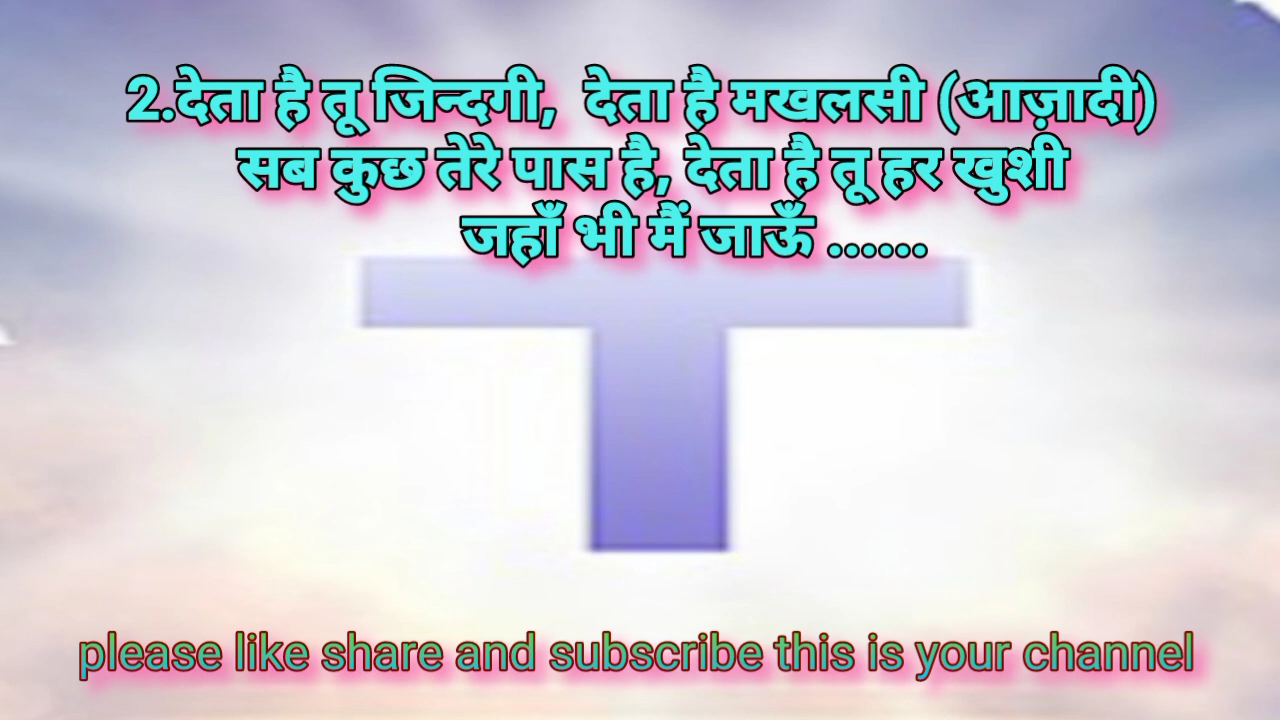 2.देता है तू जिन्दगी, देता है मखलसी (आज़ादी)
सब कुछ तेरे पास है, देता है तू हर खुशी
जहाँ भी मैं जाऊँ ......
please like share and subscribe this is your channel